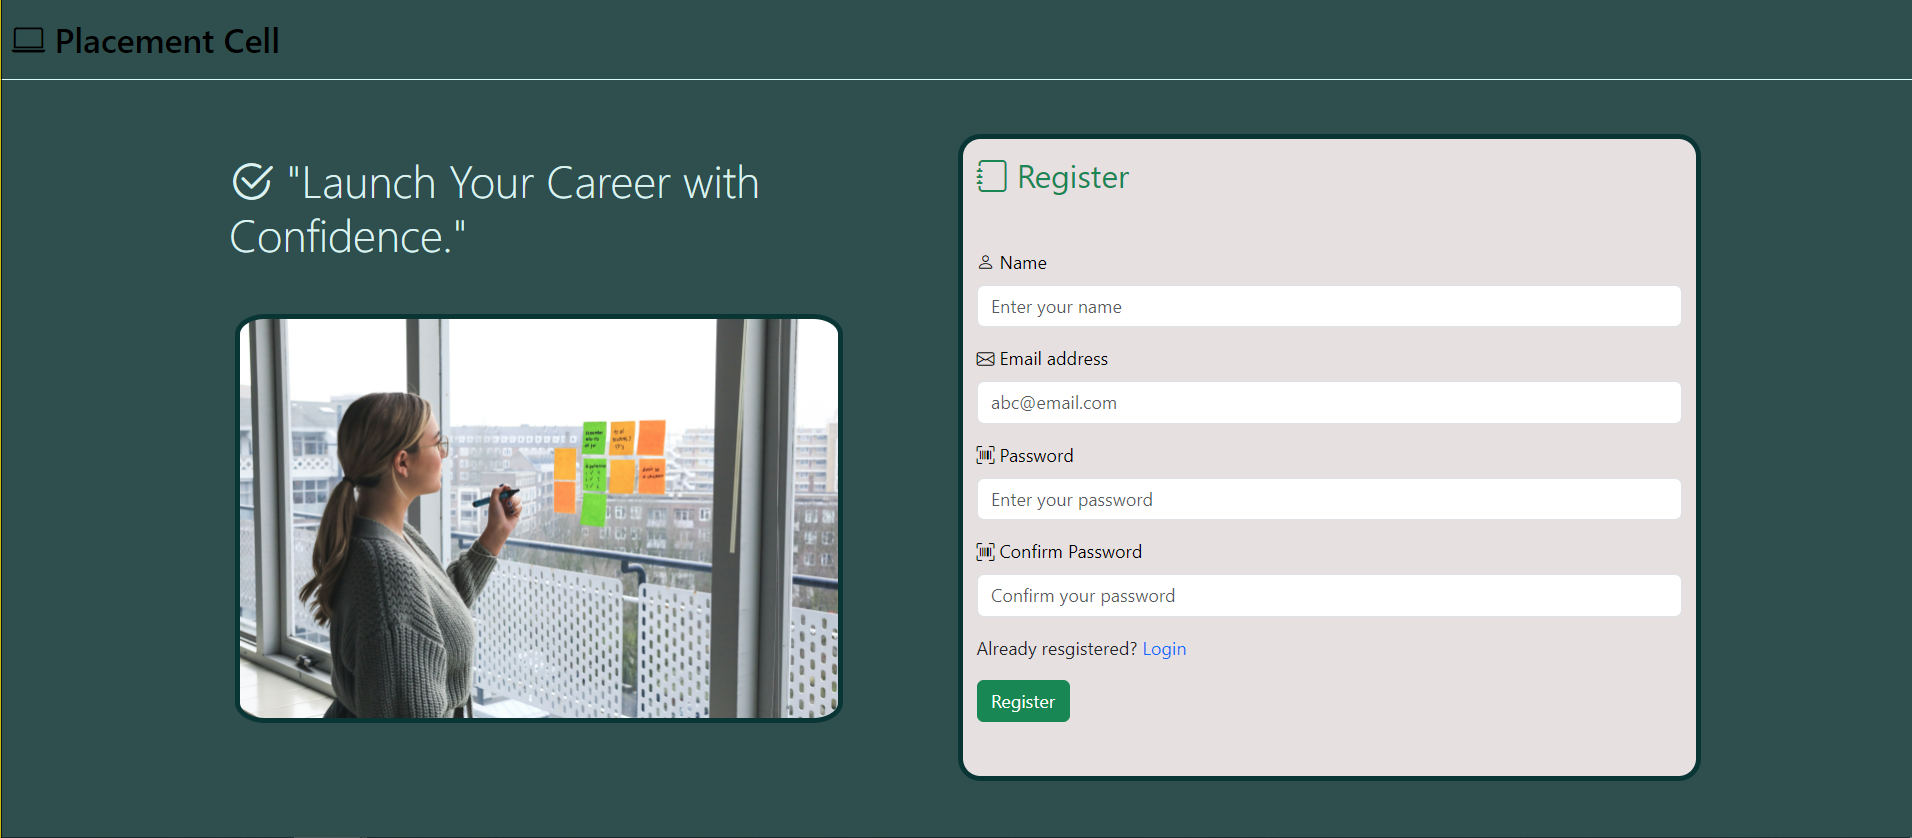 Placement Cell
"Launch Your Career with
Confidence."
Register
Name
Enter your name
Email address
abc@email.com
Password
Enter your password
Confirm Password
Confirm your password
Already resgistered? Login
Register